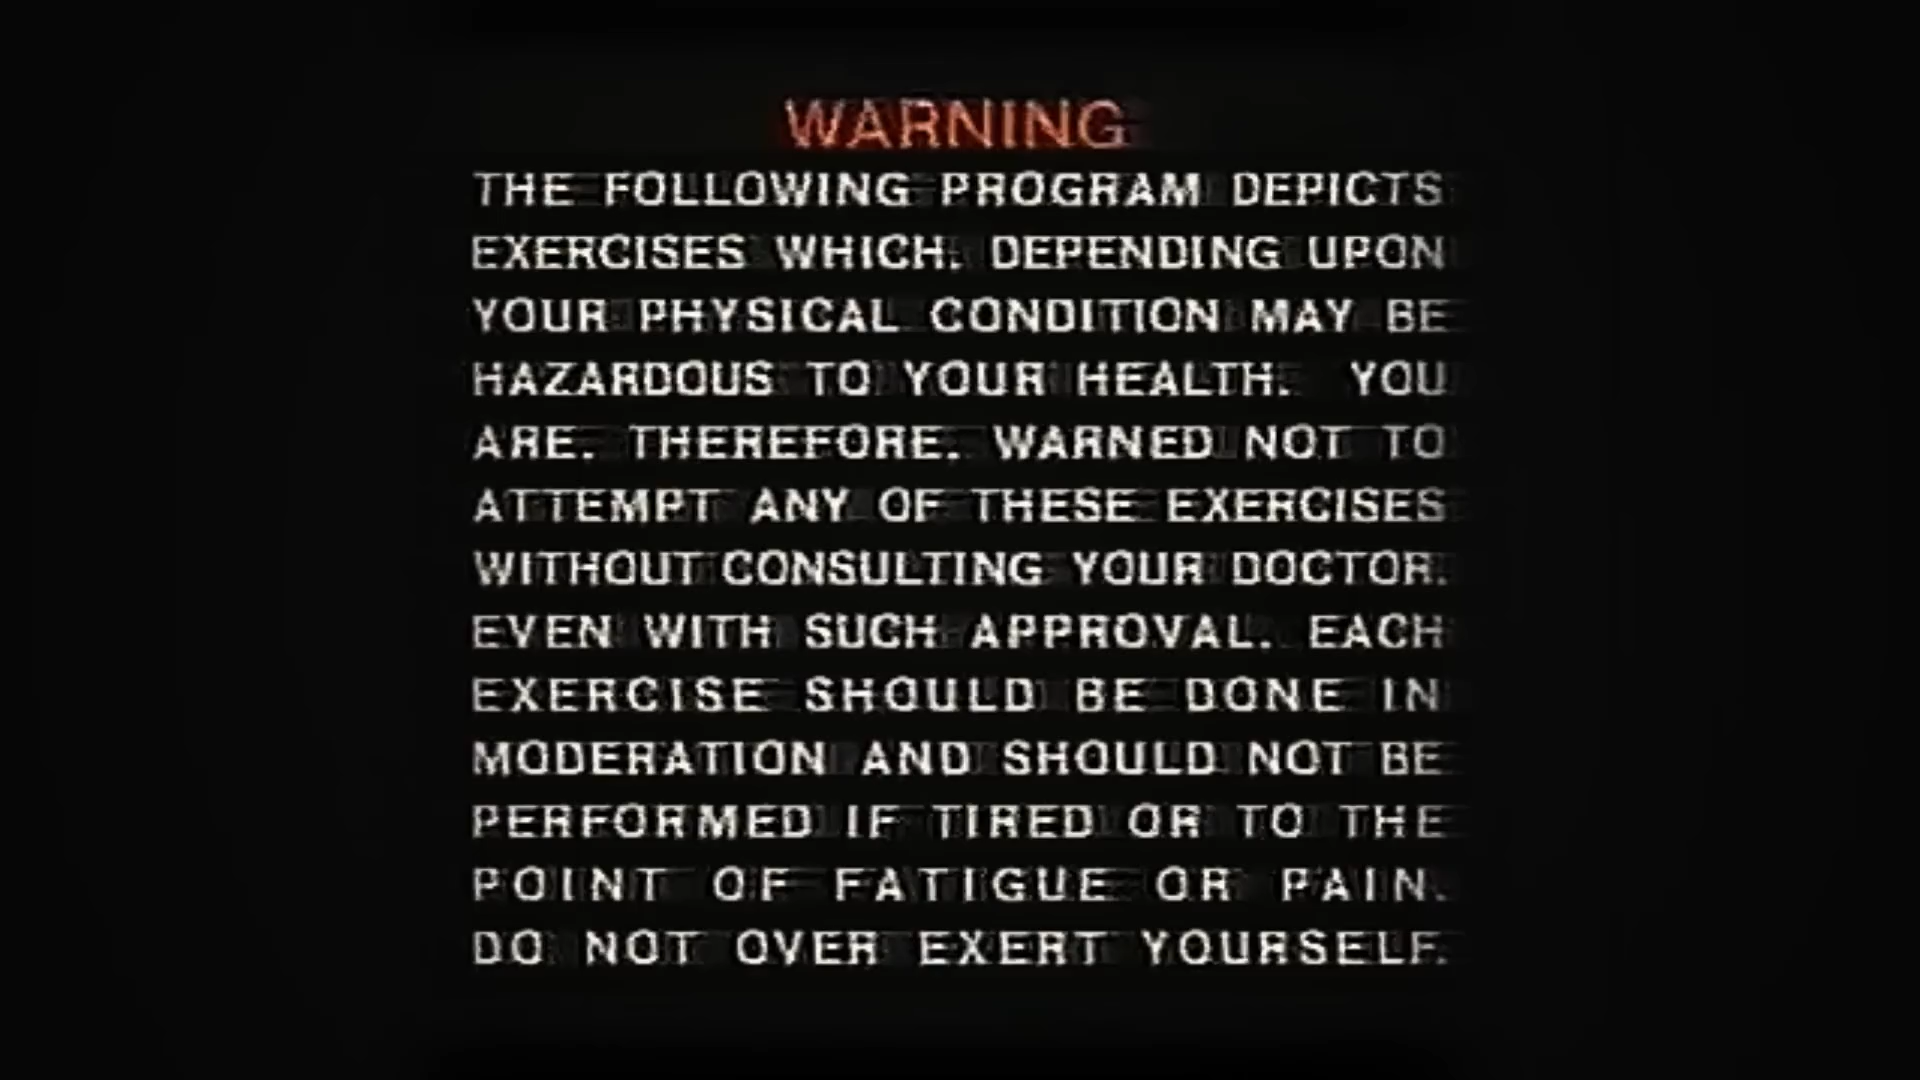 WARNING
THE FOLLOWING PROGRAM DEPICTS
EXERCISES WHICH, DEPENDING UPON
YOUR PHYSICAL CONDITION MAY BE
HAZARDOUS TO YOUR HEALTH. YOU
ARE, THEREFORE, WARNED NOT TO
ATTEMPT ANY OF THESE EXERCISES
WITHOUT CONSULTING YOUR DOCTOR.
EVEN WITH SUCH APPROVAL, EACH
EXERCISE SHOULD BE DONE IN
MODERATION AND SHOULD NOT BE
PERFORMED IF TIRED OR TO THE
POINT OF FATIGUE OR PAIN.
DO NOT OVER EXERT YOURSELF.